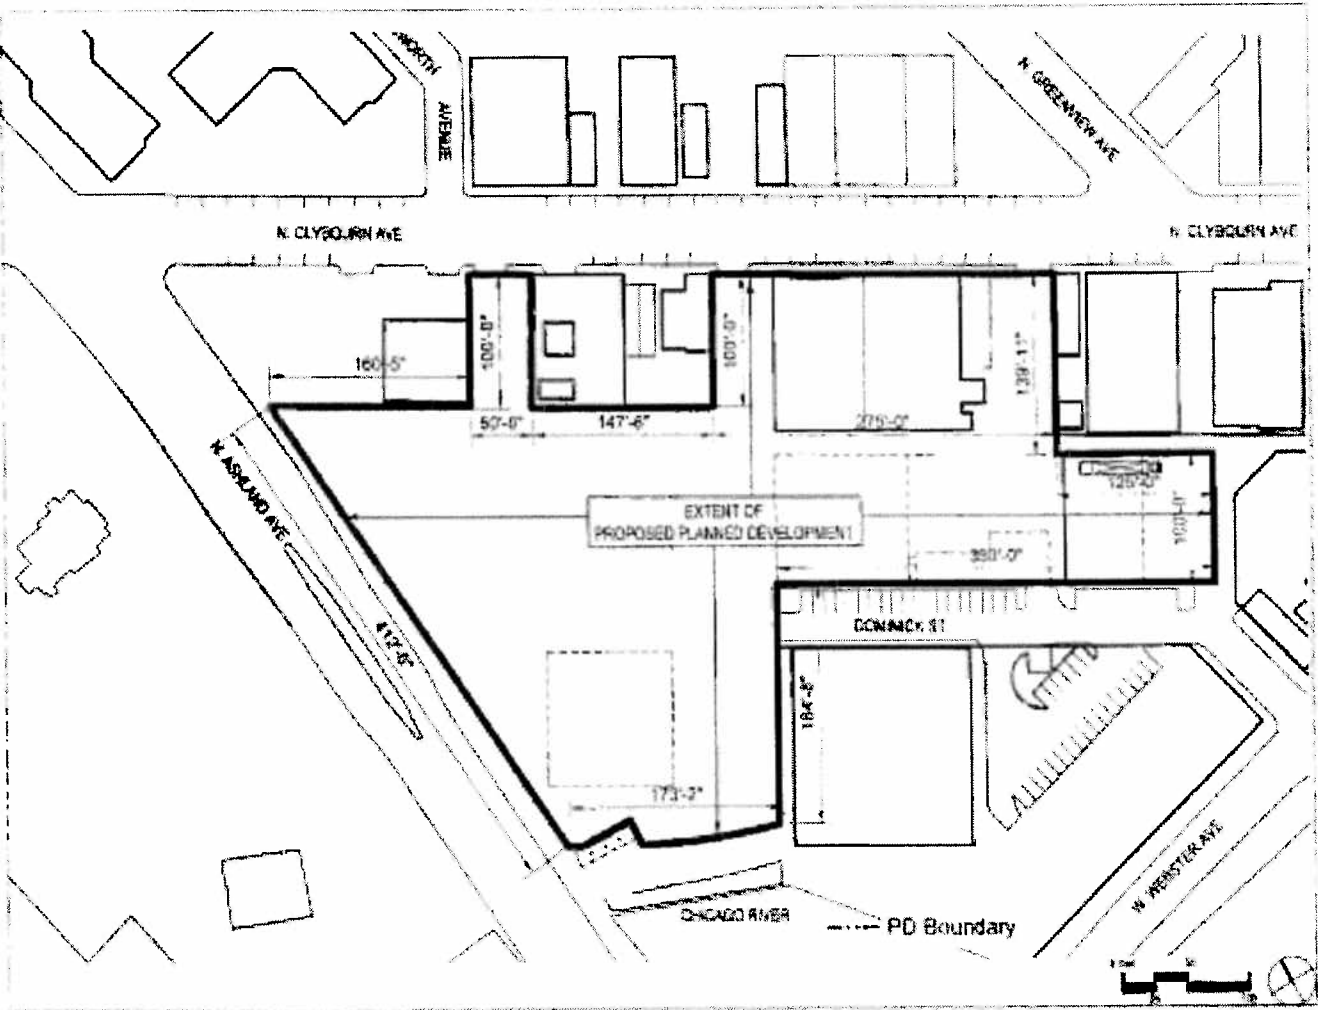 NORTH
AVENUE
N. GREENVIEW AVE
N. CLYBOURN AVE
N. CLYBOURN AVE
160'-5"
100'-0"
100'-0"
139'-11"
50'-0"
147'-6"
275'-0"
125'-0"
100'-0"
N. ASHLAND AVE
EXTENT OF
PROPOSED PLANNED DEVELOPMENT
390'-0"
DOMINICK ST
412'-6"
184'-8"
173'-2"
W. WEBSTER AVE
CHICAGO RIVER
PD Boundary